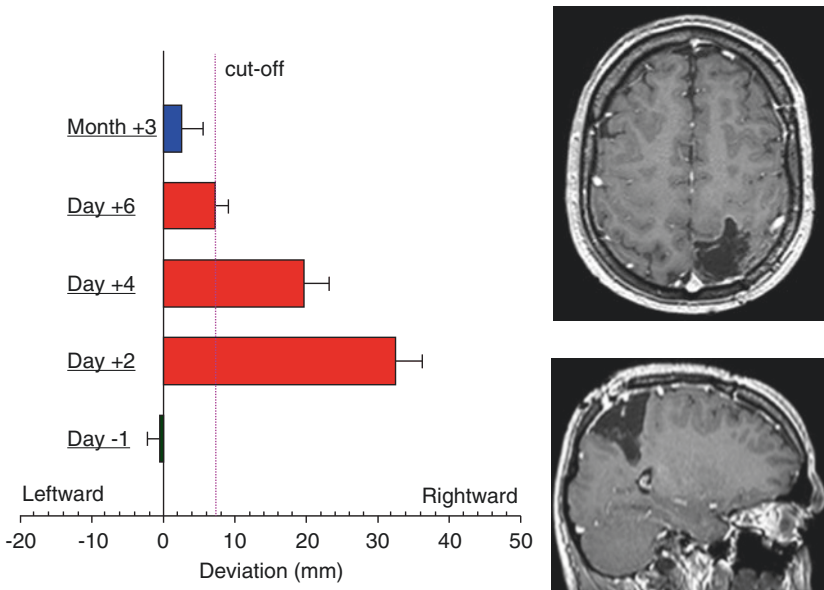 cut-off
Month +3
Day +6
Day +4
Day +2
Day -1
Leftward
Rightward
-20 -10 0 10 20 30 40 50
Deviation (mm)